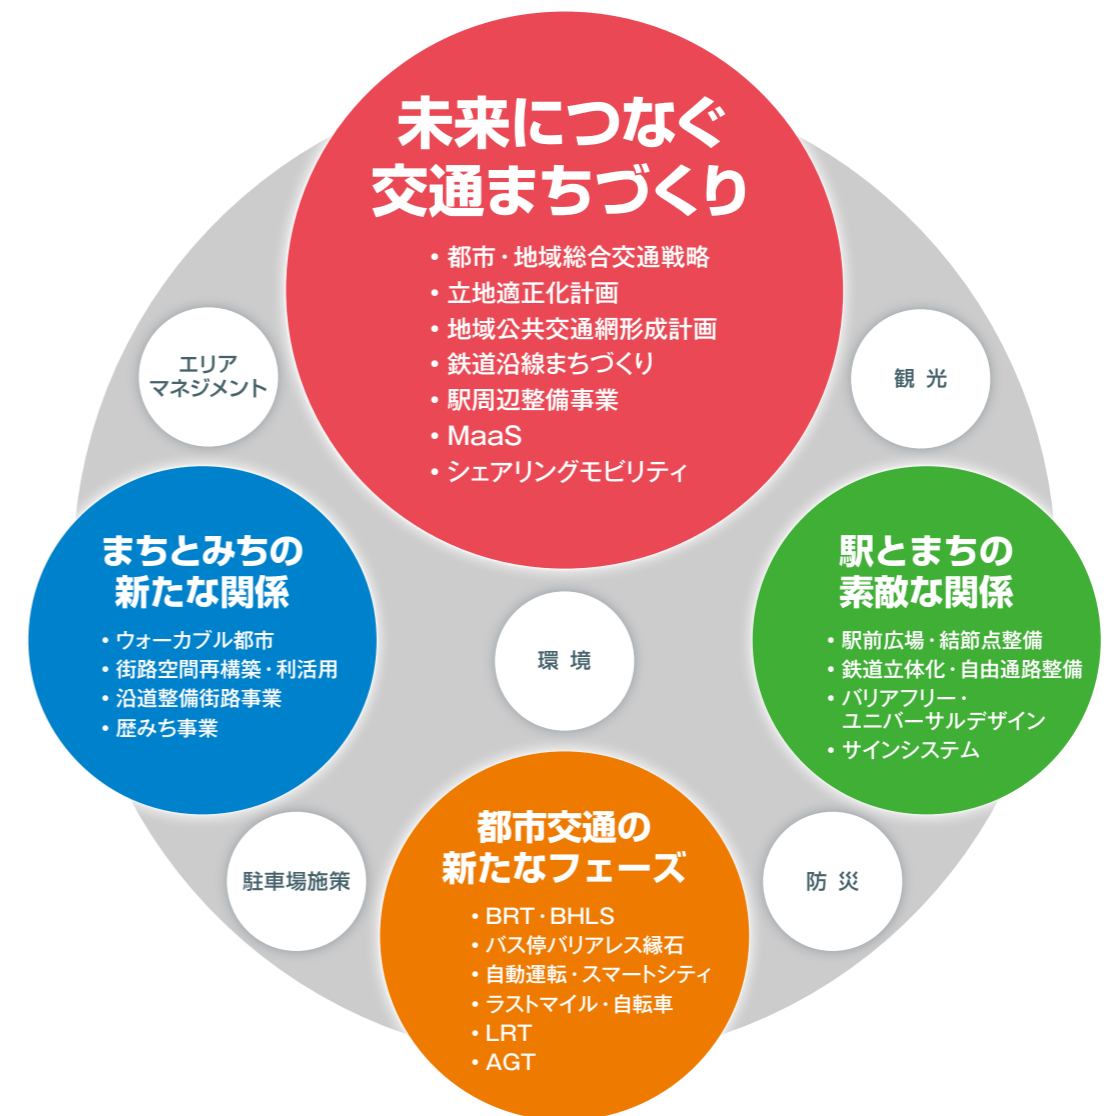 未来につなぐ
交通まちづくり
・都市・地域総合交通戦略
・立地適正化計画
・地域公共交通網形成計画
・鉄道沿線まちづくり
・駅周辺整備事業
・MaaS
・シェアリングモビリティ
エリア
マネジメント
観光
まちとみちの
新たな関係
・ウォーカブル都市
・街路空間再構築・利活用
・沿道整備街路事業
・歴みち事業
環境
駅とまちの
素敵な関係
・駅前広場・結節点整備
・鉄道立体化・自由通路整備
・バリアフリー・
ユニバーサルデザイン
・サインシステム
駐車場施策
都市交通の
新たなフェーズ
・BRT・BHLS
・バス停バリアレス縁石
・自動運転・スマートシティ
・ラストマイル・自転車
・LRT
・AGT
防災